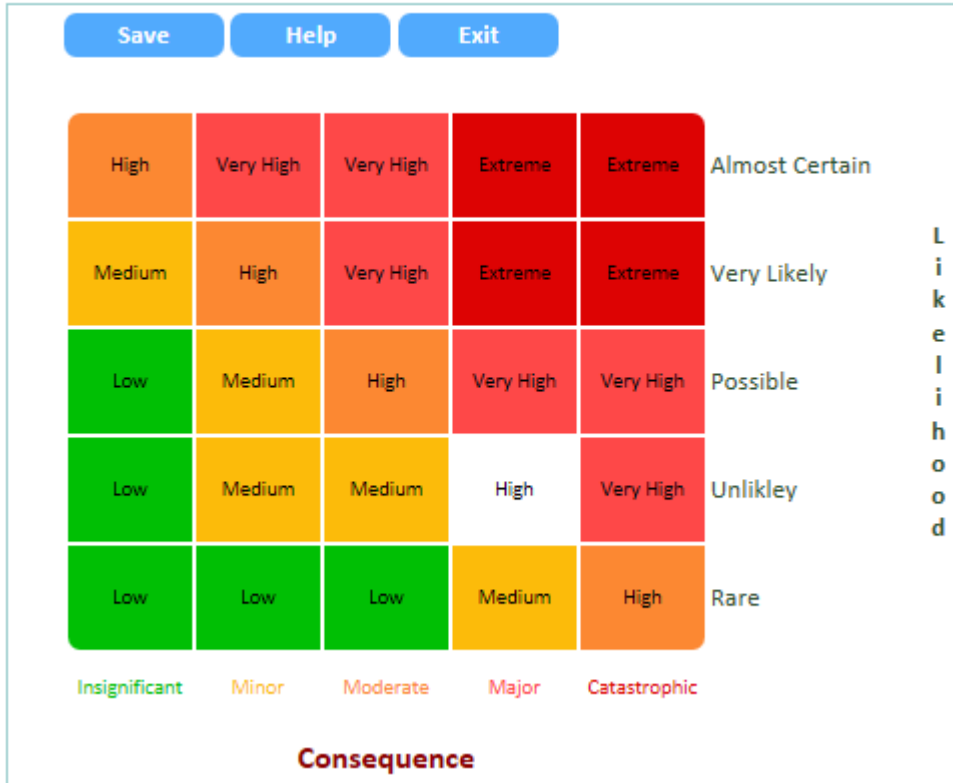 Save Help Exit
High Very High Very High Extreme Extreme Almost Certain
Medium High Very High Extreme Extreme Very Likely
Low Medium High Very High Very High Possible
Low Medium Medium High Very High Unlikley
Low Low Low Medium High Rare
Likelihood
Insignificant Minor Moderate Major Catastrophic
Consequence